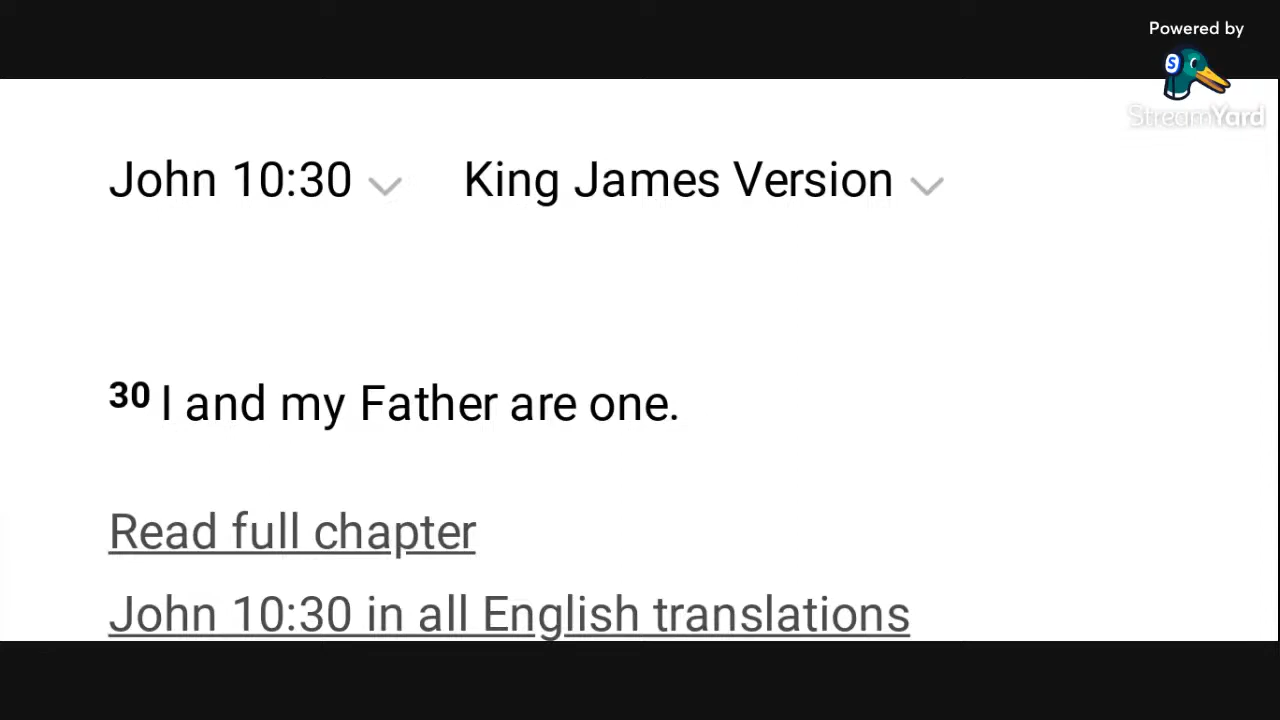 Powered by
S
StreamYard
John 10:30 King James Version
30 I and my Father are one.
Read full chapter
John 10:30 in all English translations